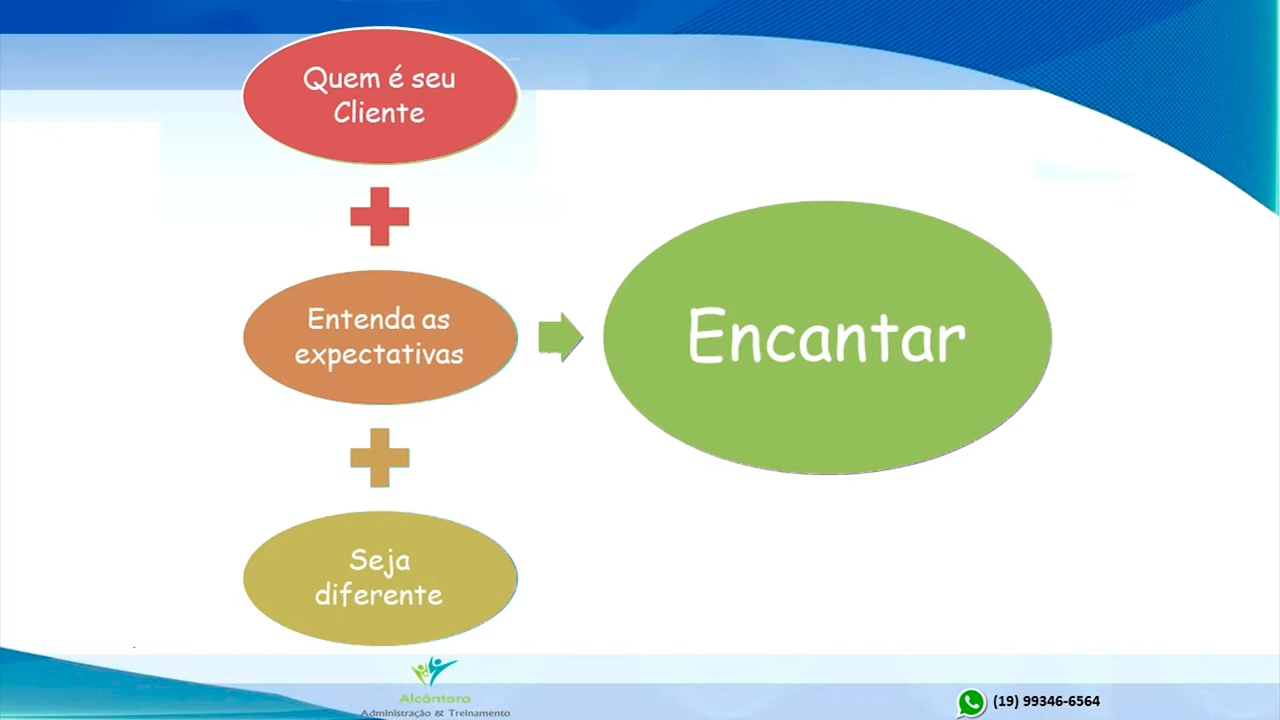 Quem é seu
Cliente
Entenda as
expectativas
Encantar
Seja
diferente
Alcântara
Administração & Treinamento
(19) 99346-6564